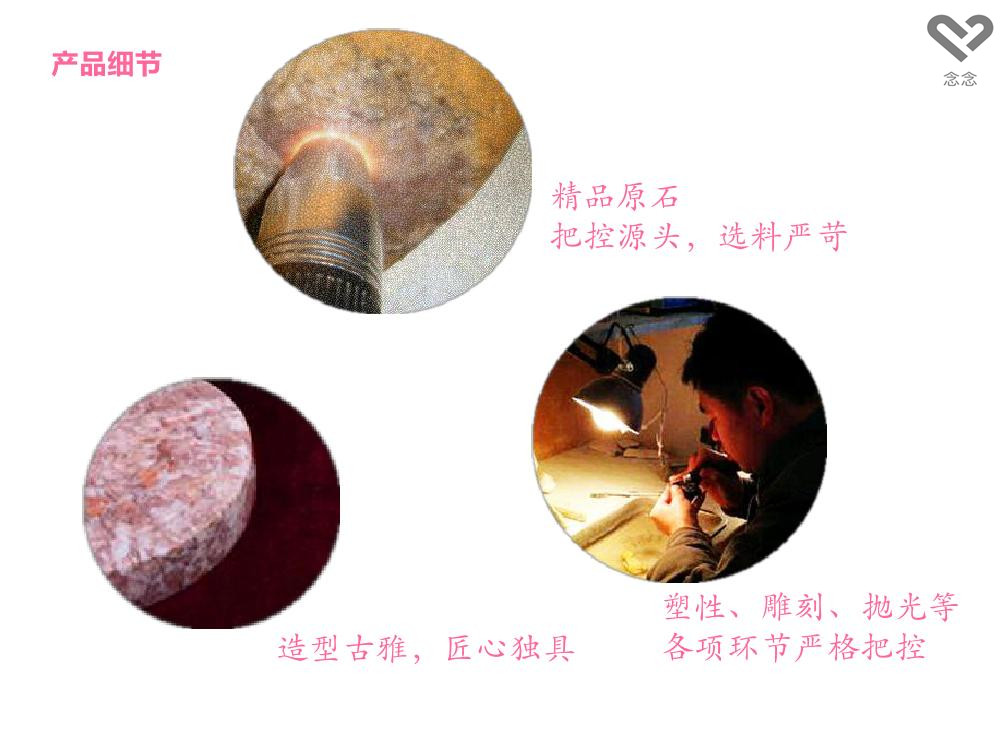 产品细节
念念
精品原石
把控源头，选料严苛
塑性、雕刻、抛光等
各项环节严格把控
造型古雅，匠心独具